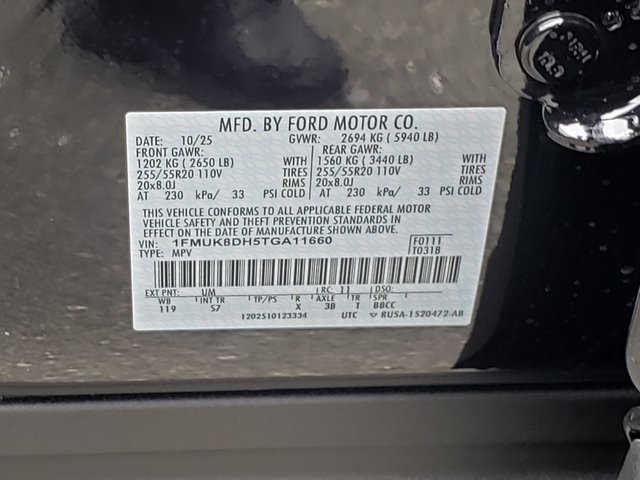 MFD. BY FORD MOTOR CO.
DATE: 10/25 GVWR: 2694 KG ( 5940 LB)
FRONT GAWR: REAR GAWR:
1202 KG ( 2650 LB) WITH 1560 KG ( 3440 LB) WITH
255/55R20 110V TIRES 255/55R20 110V TIRES
20x8.0J RIMS 20x8.0J RIMS
AT 230 kPa/ 33 PSI COLD AT 230 kPa/ 33 PSI COLD
THIS VEHICLE CONFORMS TO ALL APPLICABLE FEDERAL MOTOR
VEHICLE SAFETY AND THEFT PREVENTION STANDARDS IN
EFFECT ON THE DATE OF MANUFACTURE SHOWN ABOVE.
VIN: 1FMUK8DH5TGA11660 F0111
TYPE: MPV T0318
EXT PNT: UM RC: 11 DSO:
WB INT TR TP/PS R AXLE TR SPR
119 S7 X 3B T BBCC
1202510123334 UTC ▽ RU5A-1520472-AB